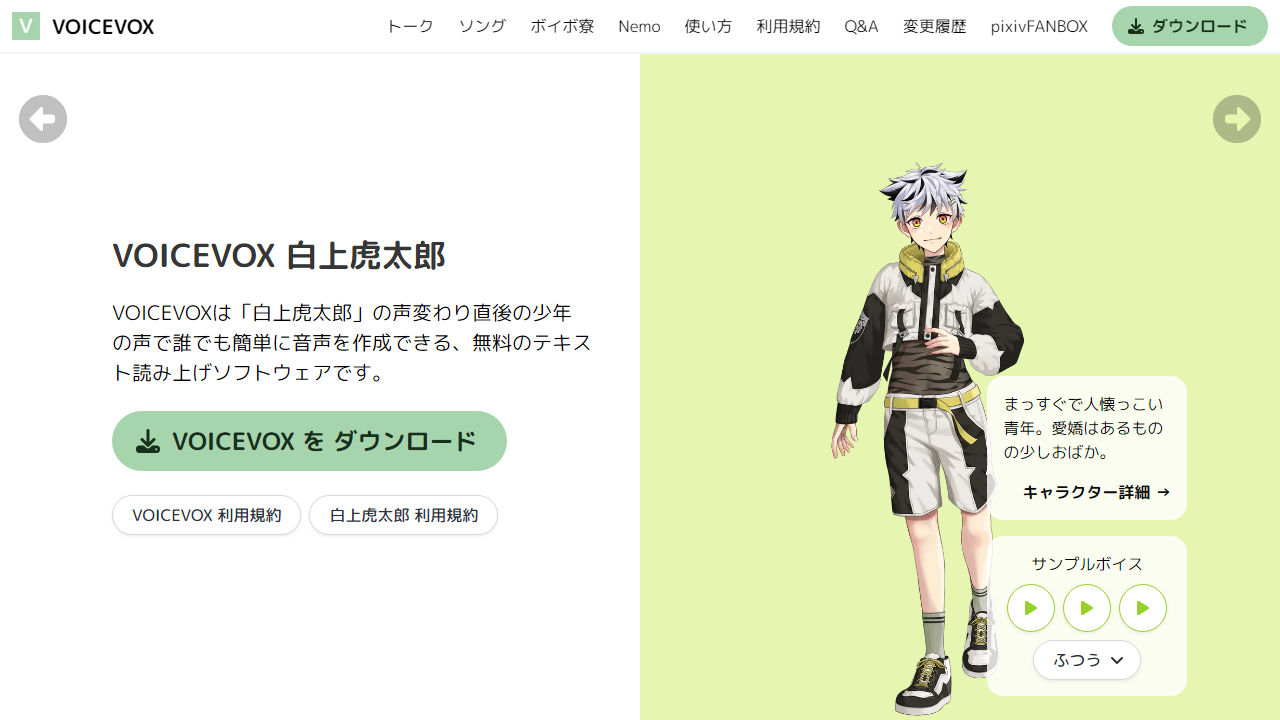 V VOICEVOX トーク ソング ボイボ寮 Nemo 使い方 利用規約 Q&A 変更履歴 pixivFANBOX ダウンロード
VOICEVOX 白上虎太郎
VOICEVOXは「白上虎太郎」の声変わり直後の少年
の声で誰でも簡単に音声を作成できる、無料のテキス
ト読み上げソフトウェアです。
VOICEVOX を ダウンロード
VOICEVOX 利用規約 白上虎太郎 利用規約
まっすぐで人懐っこい
青年。愛嬌はあるもの
の少しおばか。
キャラクター詳細 →
サンプルボイス
ふつう